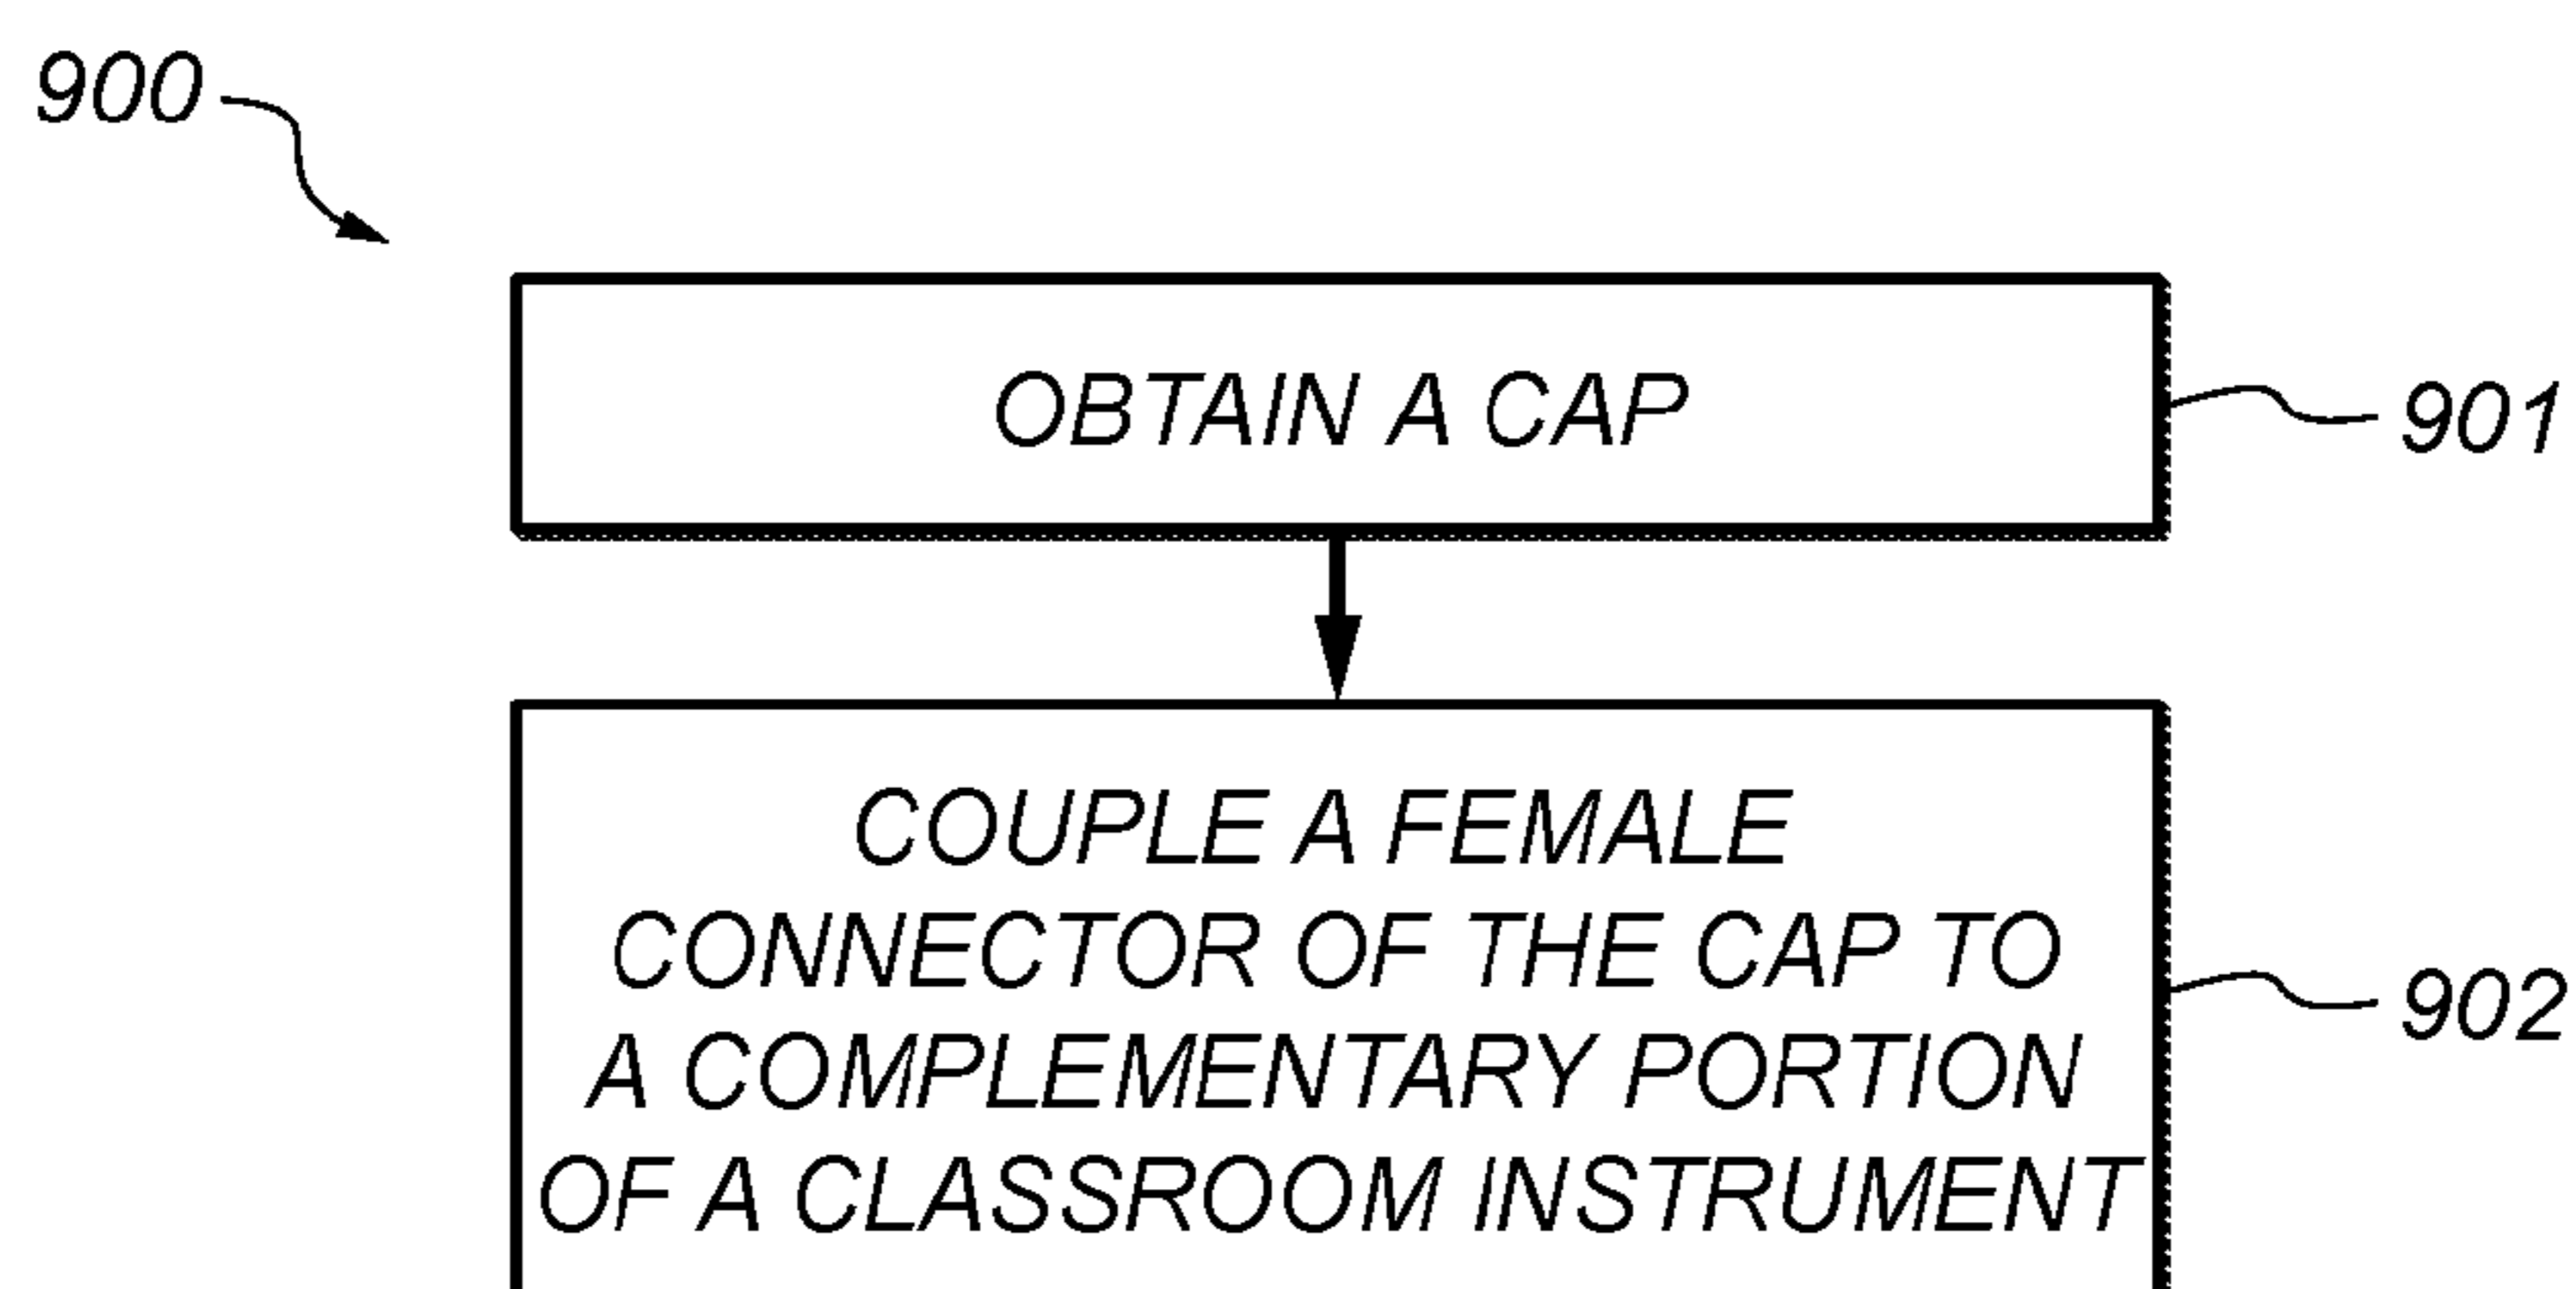 900
OBTAIN A CAP
901
COUPLE A FEMALE
CONNECTOR OF THE CAP TO
A COMPLEMENTARY PORTION
OF A CLASSROOM INSTRUMENT
902